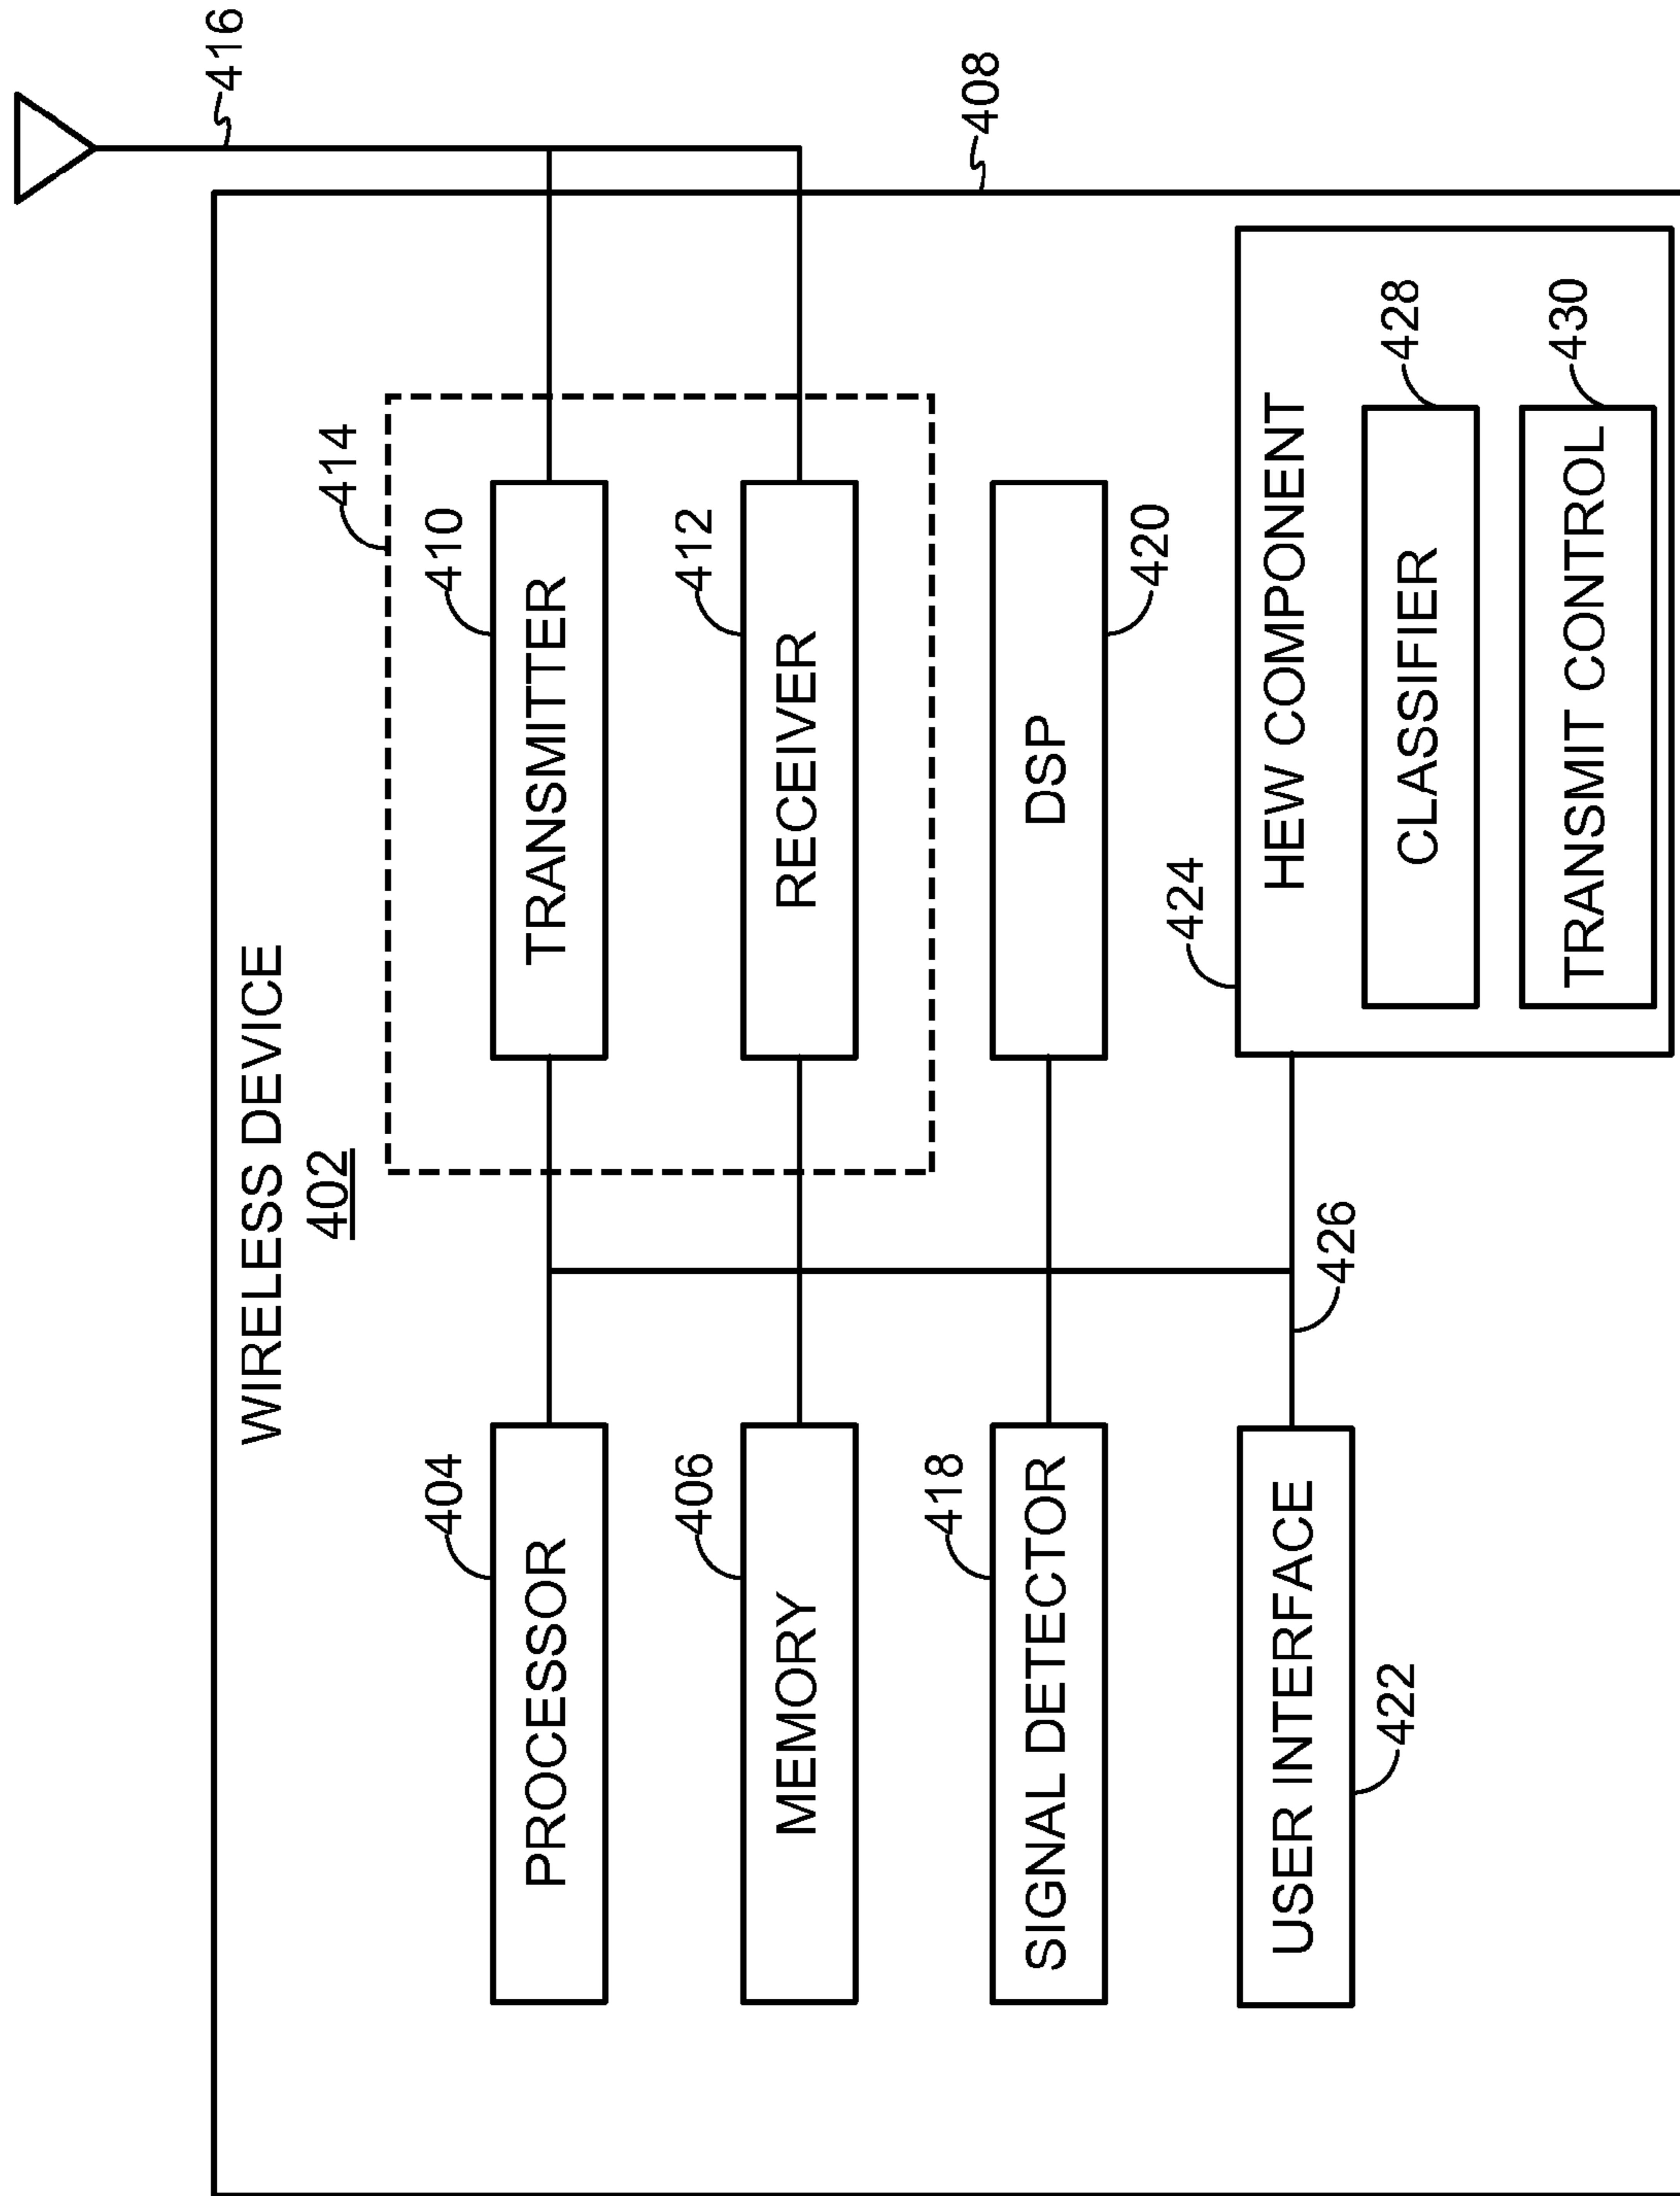 WIRELESS DEVICE
402
416
414
408
404
PROCESSOR
410
TRANSMITTER
406
MEMORY
412
RECEIVER
418
SIGNAL DETECTOR
DSP
420
USER INTERFACE
422
426
424
HEW COMPONENT
428
CLASSIFIER
430
TRANSMIT CONTROL